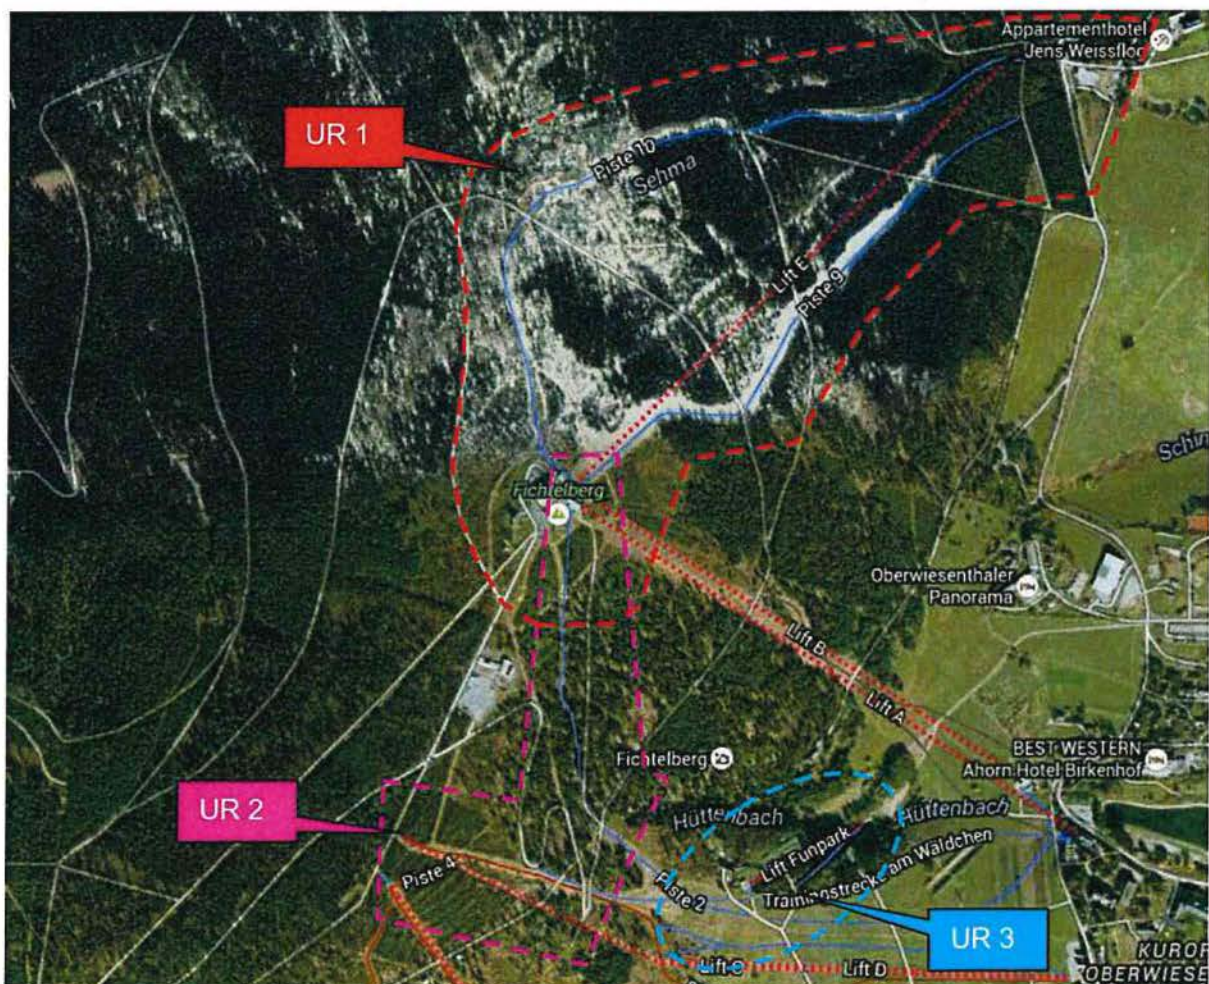 Appartementhotel
Jens Weissflog
UR 1
Piste 10
Sehma
Lift E
Piste 9
Fichtelberg
Oberwiesenthaler
Panorama
Lift B
Lift A
Fichtelberg
BEST WESTERN
Ahorn Hotel Birkenhof
UR 2
Hüttenbach
Hüttenbach
Lift Funpark
Piste 4
Piste 2
Trainingstrecke am Wäldchen
UR 3
Lift C
Lift D
KUROR
OBERWIESE